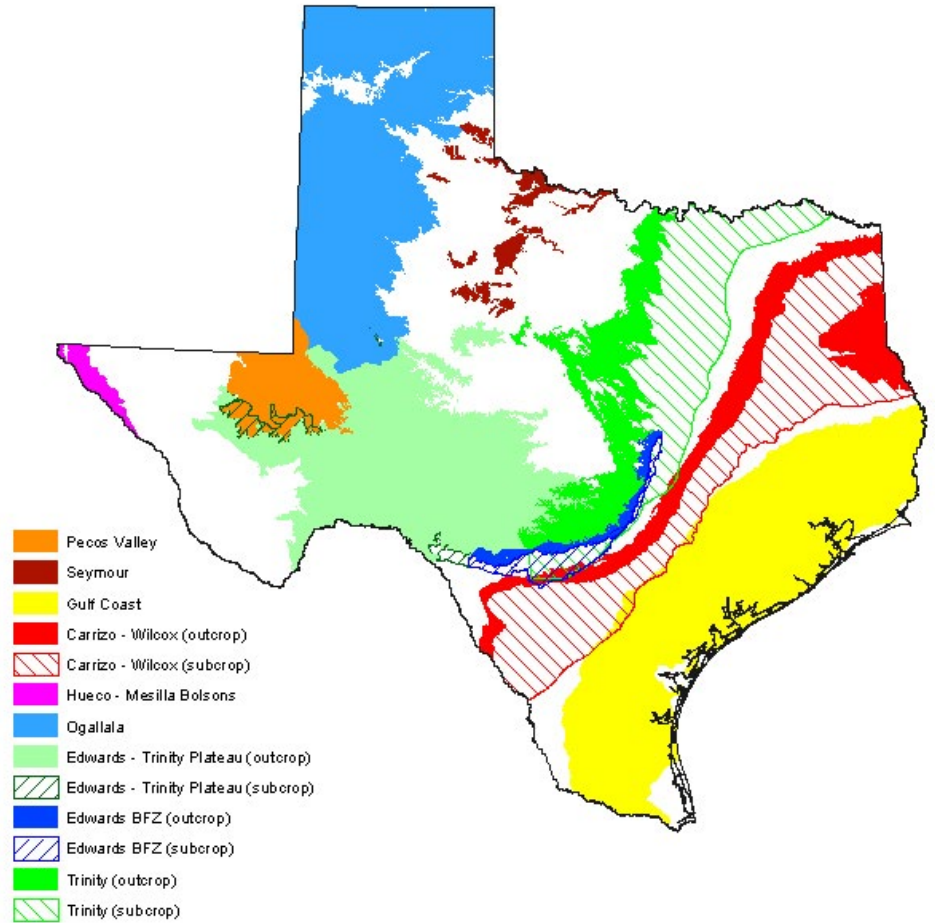 Pecos Valley
Seymour
Gulf Coast
Carrizo - Wilcox (outcrop)
Carrizo - Wilcox (subcrop)
Hueco - Mesilla Bolsons
Ogallala
Edwards - Trinity Plateau (outcrop)
Edwards - Trinity Plateau (subcrop)
Edwards BFZ (outcrop)
Edwards BFZ (subcrop)
Trinity (outcrop)
Trinity (subcrop)